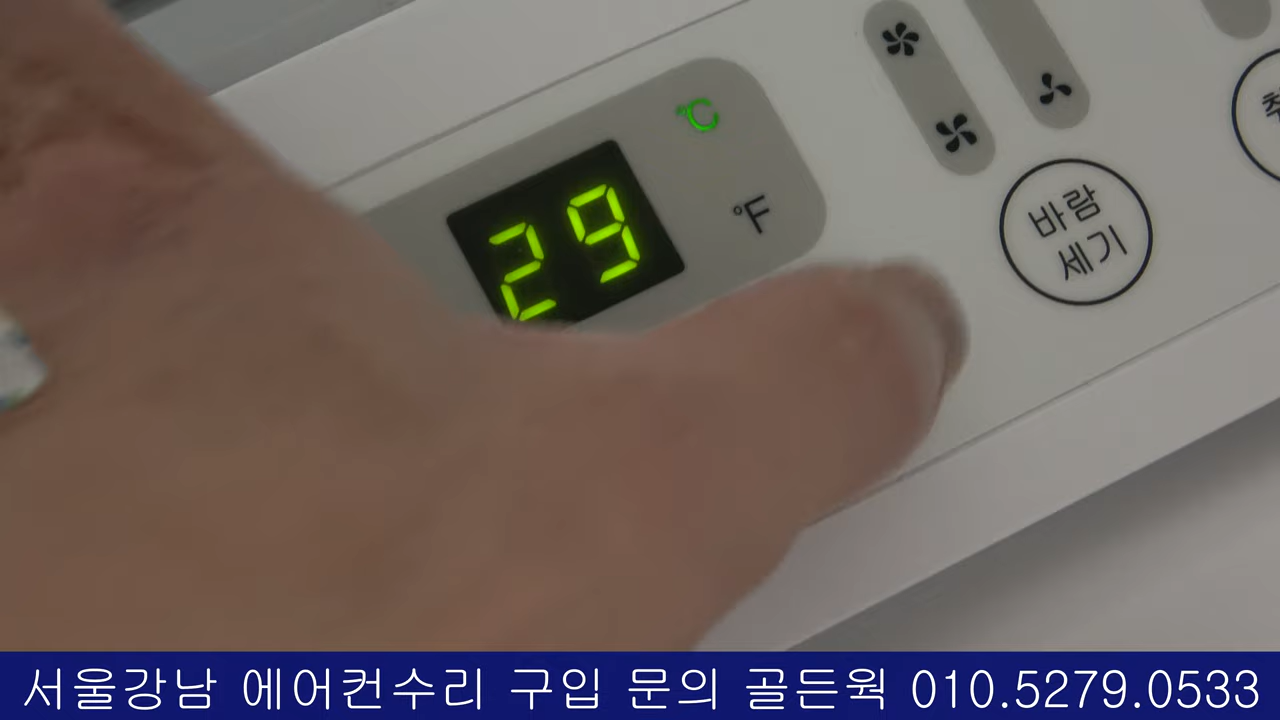 29
℃
°F
바람
세기
서울강남 에어컨수리 구입 문의 골든웍 010.5279.0533